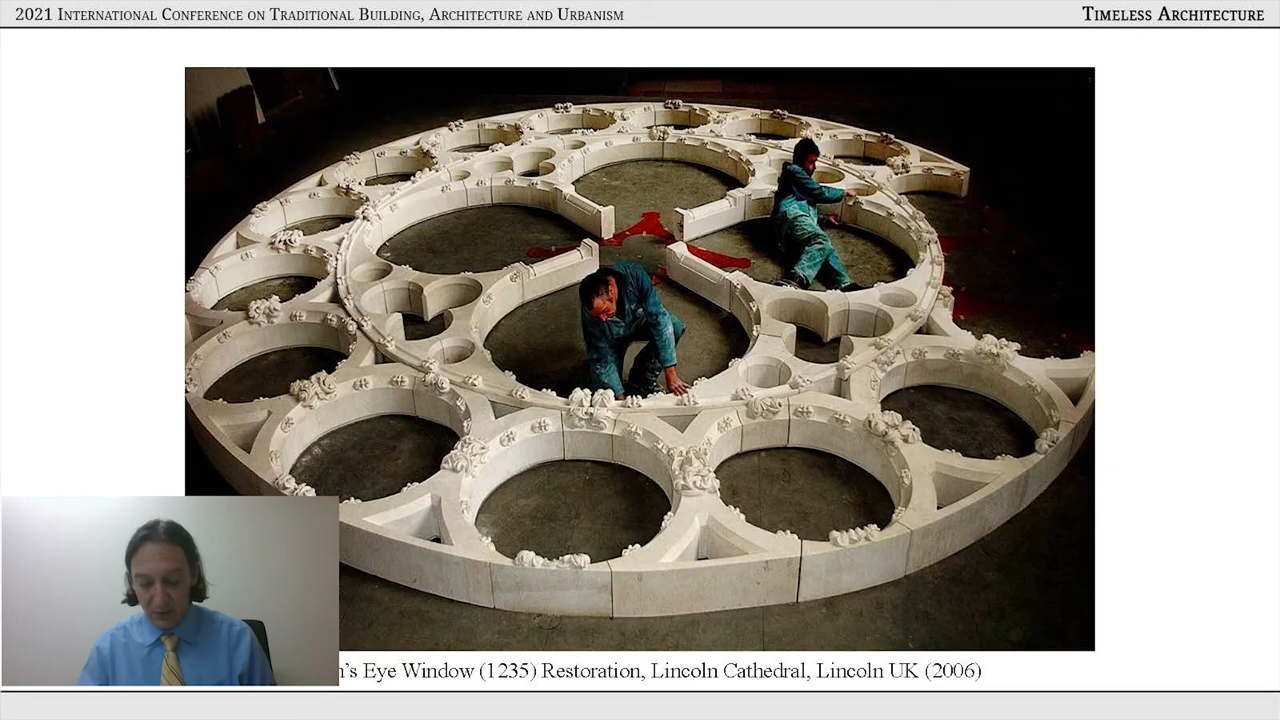 2021 International Conference on Traditional Building, Architecture and Urbanism
Timeless Architecture
's Eye Window (1235) Restoration, Lincoln Cathedral, Lincoln UK (2006)